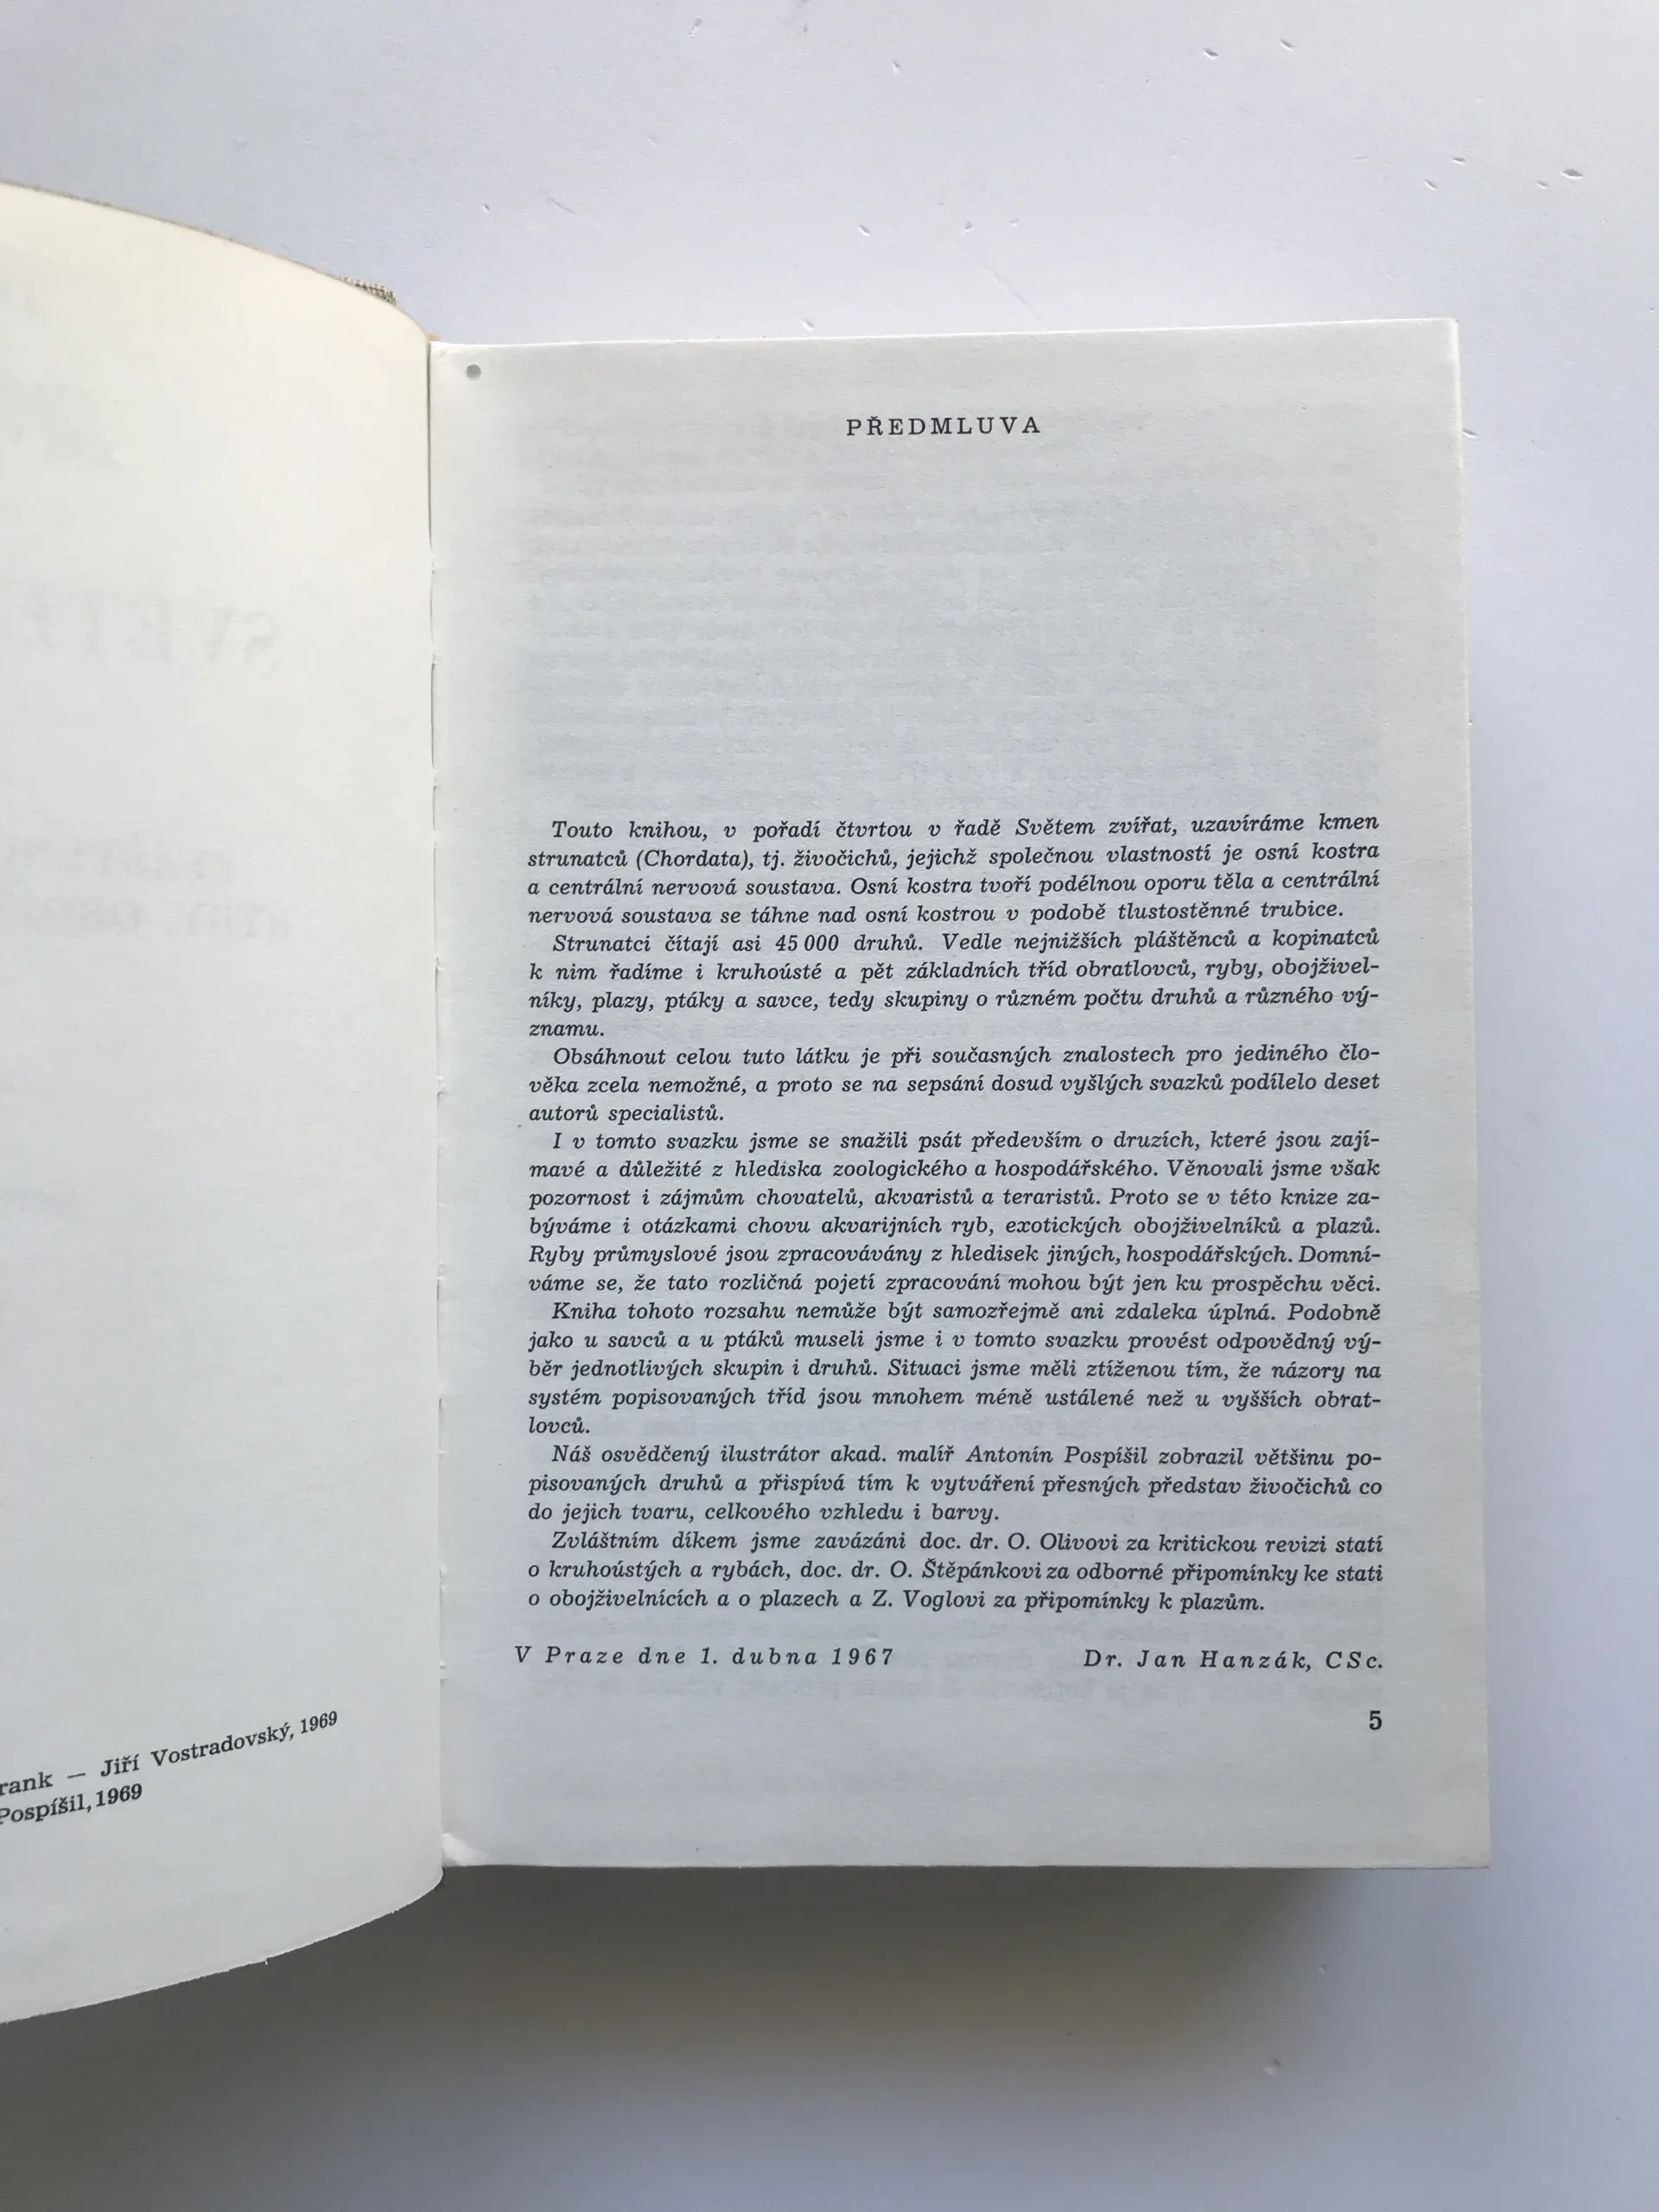 rank — Jiří Vostradovský, 1969
Pospíšil, 1969
PŘEDMLUVA
Touto knihou, v pořadí čtvrtou v řadě Světem zvířat, uzavíráme kmen
strunatců (Chordata), tj. živočichů, jejichž společnou vlastností je osní kostra
a centrální nervová soustava. Osní kostra tvoří podélnou oporu těla a centrální
nervová soustava se táhne nad osní kostrou v podobě tlustostěnné trubice.
Strunatci čítají asi 45 000 druhů. Vedle nejnižších pláštěnců a kopinatců
k nim řadíme i kruhoústé a pět základních tříd obratlovců, ryby, obojživel-
níky, plazy, ptáky a savce, tedy skupiny o různém počtu druhů a různého vý-
znamu.
Obsáhnout celou tuto látku je při současných znalostech pro jediného člo-
věka zcela nemožné, a proto se na sepsání dosud vyšlých svazků podílelo deset
autorů specialistů.
I v tomto svazku jsme se snažili psát především o druzích, které jsou zají-
mavé a důležité z hlediska zoologického a hospodářského. Věnovali jsme však
pozornost i zájmům chovatelů, akvaristů a teraristů. Proto se v této knize za-
býváme i otázkami chovu akvarijních ryb, exotických obojživelníků a plazů.
Ryby průmyslové jsou zpracovávány z hledisek jiných, hospodářských. Domní-
váme se, že tato rozličná pojetí zpracování mohou být jen ku prospěchu věci.
Kniha tohoto rozsahu nemůže být samozřejmě ani zdaleka úplná. Podobně
jako u savců a u ptáků museli jsme i v tomto svazku provést odpovědný vý-
běr jednotlivých skupin i druhů. Situaci jsme měli ztíženou tím, že názory na
systém popisovaných tříd jsou mnohem méně ustálené než u vyšších obrat-
lovců.
Náš osvědčený ilustrátor akad. malíř Antonín Pospíšil zobrazil většinu po-
pisovaných druhů a přispívá tím k vytváření přesných představ živočichů co
do jejich tvaru, celkového vzhledu i barvy.
Zvláštním díkem jsme zavázáni doc. dr. O. Olivovi za kritickou revizi statí
o kruhoústých a rybách, doc. dr. O. Štěpánkovi za odborné připomínky ke stati
o obojživelnících a o plazech a Z. Voglovi za připomínky k plazům.
V Praze dne 1. dubna 1967 Dr. Jan Hanzák, CSc.
5